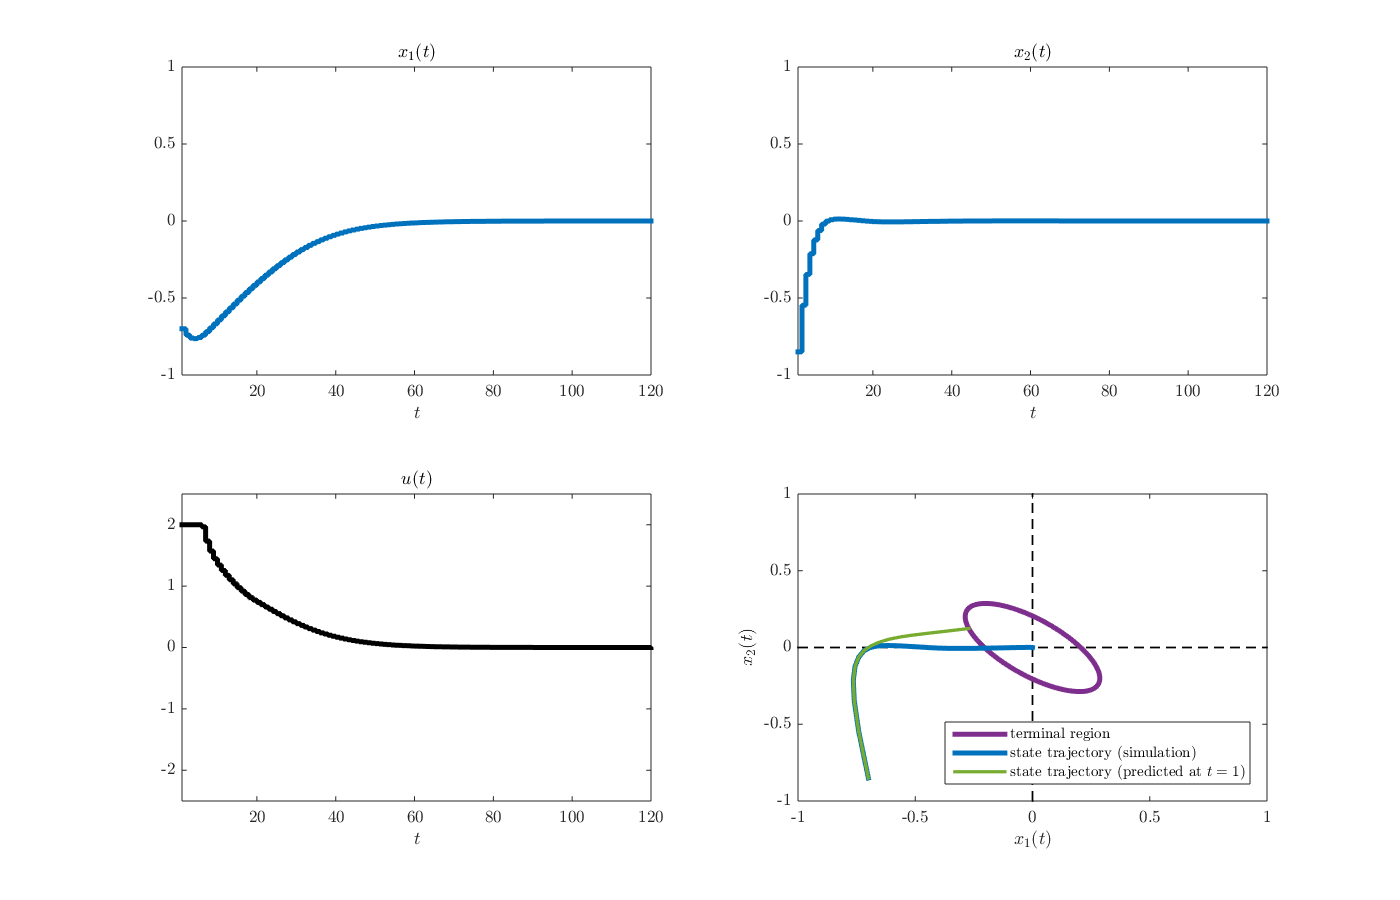 x₁(t)
1
0.5
0
-0.5
-1
20 40 60 80 100 120
t
x₂(t)
1
0.5
0
-0.5
-1
20 40 60 80 100 120
t
u(t)
2
1
0
-1
-2
20 40 60 80 100 120
t
x₂(t)
1
0.5
0
-0.5
-1
terminal region
state trajectory (simulation)
state trajectory (predicted at t = 1)
-1 -0.5 0 0.5 1
x₁(t)